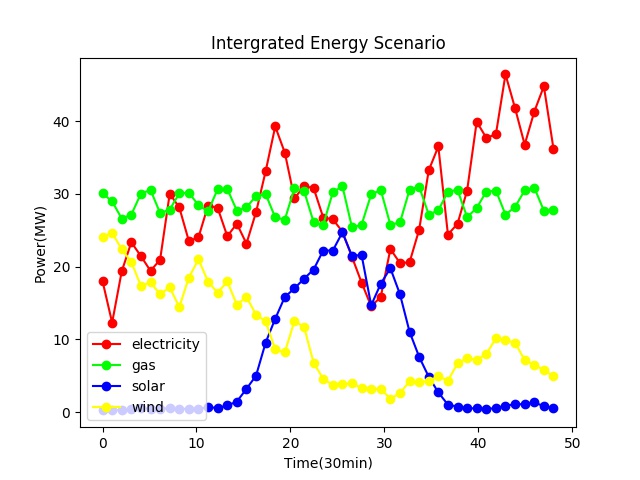 Intergrated Energy Scenario
Power(MW)
40
30
20
10
0
electricity
gas
solar
wind
0 10 20 30 40 50
Time(30min)